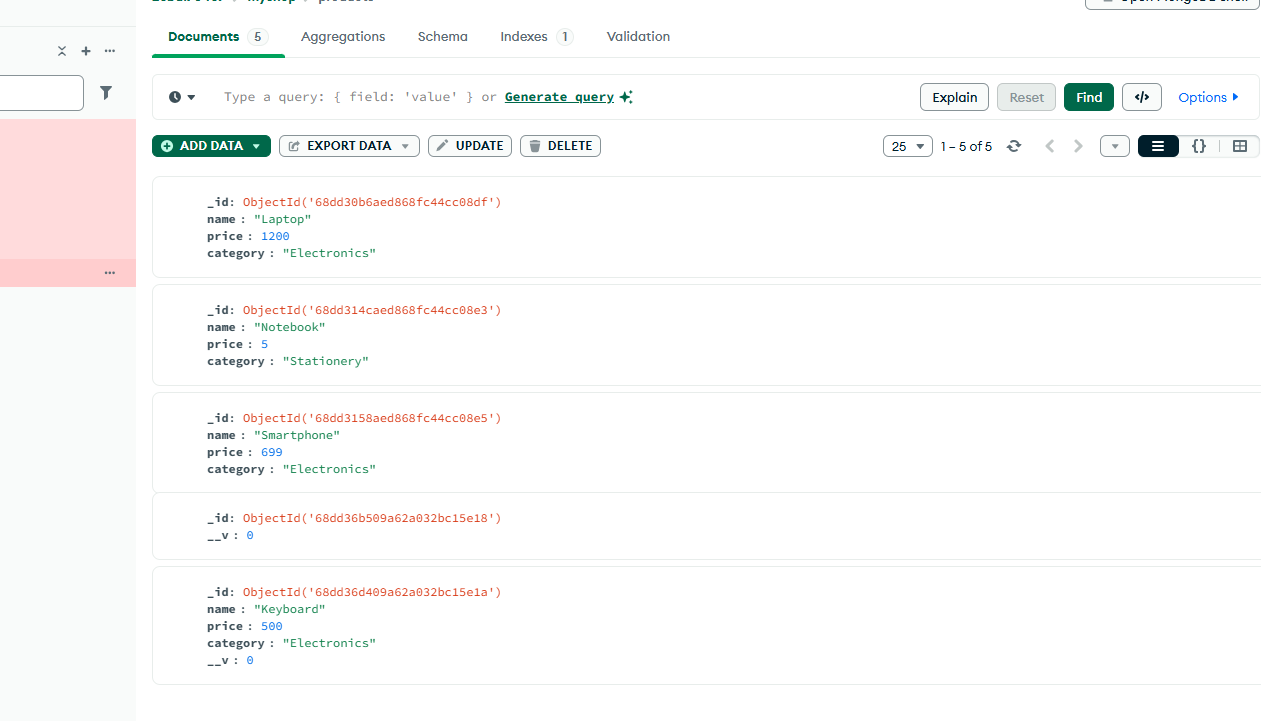 Documents 5 Aggregations Schema Indexes 1 Validation
Type a query: { field: 'value' } or Generate query Explain Reset Find </> Options
ADD DATA EXPORT DATA UPDATE DELETE 25 1 – 5 of 5 {}
_id: ObjectId('68dd30b6aed868fc44cc08df')
name : "Laptop"
price : 1200
category : "Electronics"
_id: ObjectId('68dd314caed868fc44cc08e3')
name : "Notebook"
price : 5
category : "Stationery"
_id: ObjectId('68dd3158aed868fc44cc08e5')
name : "Smartphone"
price : 699
category : "Electronics"
_id: ObjectId('68dd36b509a62a032bc15e18')
__v : 0
_id: ObjectId('68dd36d409a62a032bc15e1a')
name : "Keyboard"
price : 500
category : "Electronics"
__v : 0